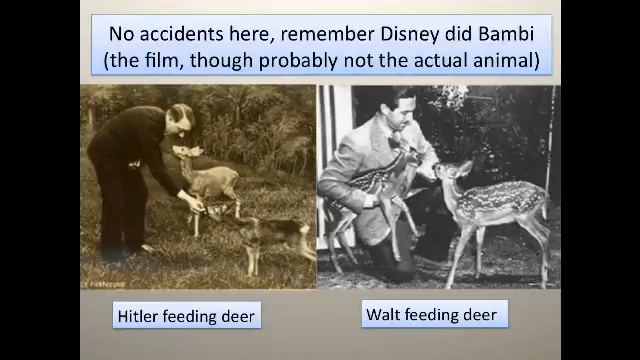 No accidents here, remember Disney did Bambi
(the film, though probably not the actual animal)
Hitler feeding deer
Walt feeding deer